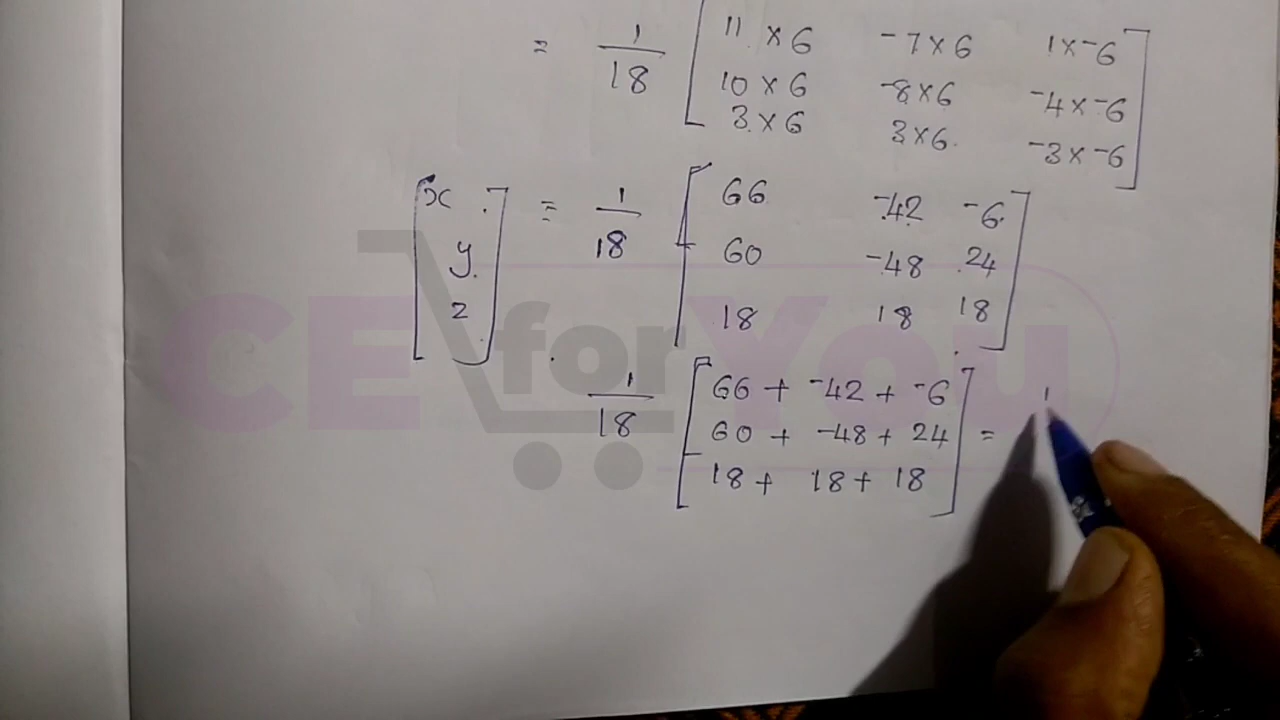 = 1/18 [ 11 × 6 -7 × 6 1 × -6
10 × 6 -8 × 6 -4 × -6
3 × 6 3 × 6 -3 × -6 ]
[ x y z ] = 1/18 [ 66 -42 -6
60 -48 24
18 18 18 ]
1/18 [ 66 + -42 + -6
60 + -48 + 24
18 + 18 + 18 ] = 1
CE for You